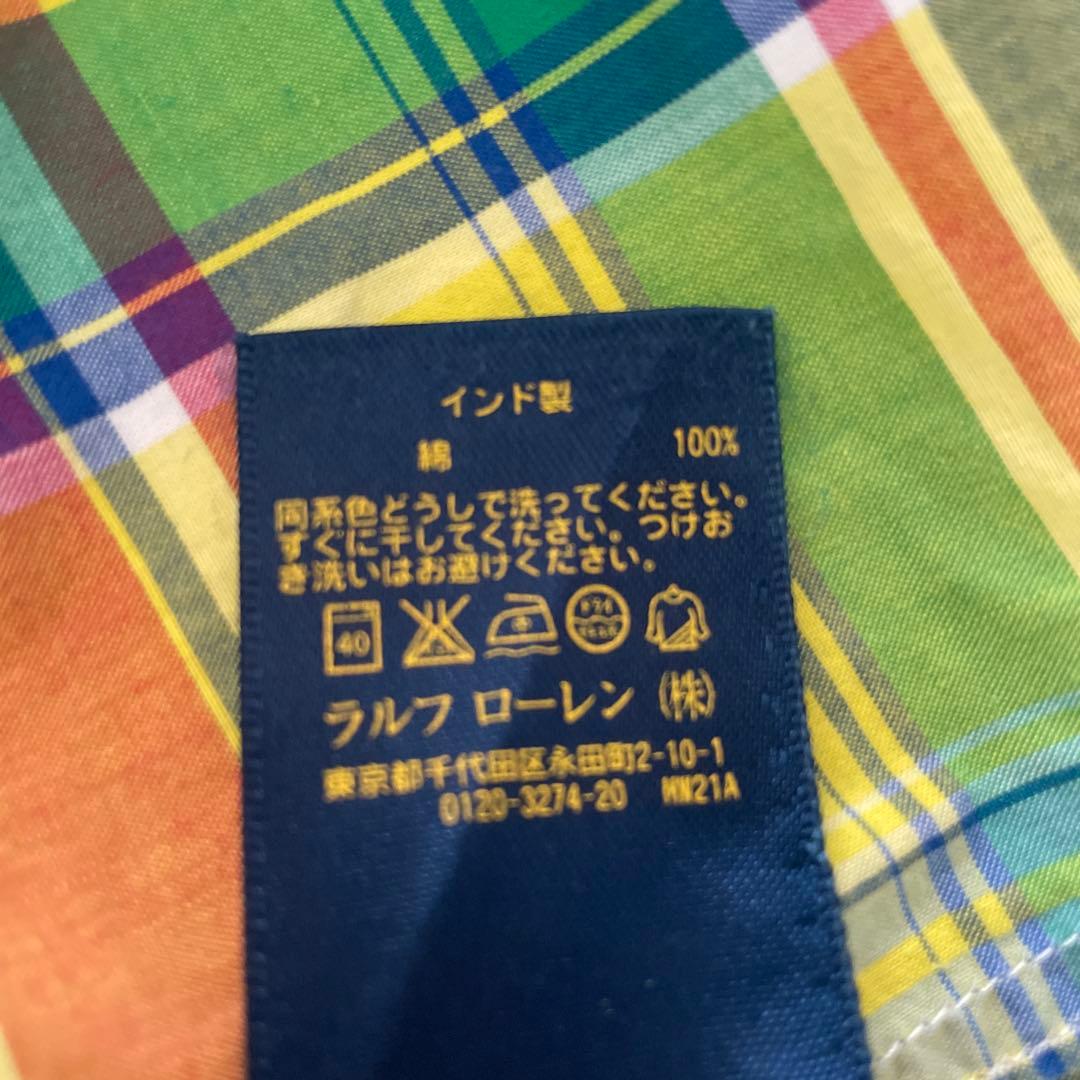 インド製
綿 100%
同系色どうしで洗ってください。
すぐに干してください。つけお
き洗いはお避けください。
40
ラルフ ローレン (株)
東京都千代田区永田町2-10-1
0120-3274-20 MW21A